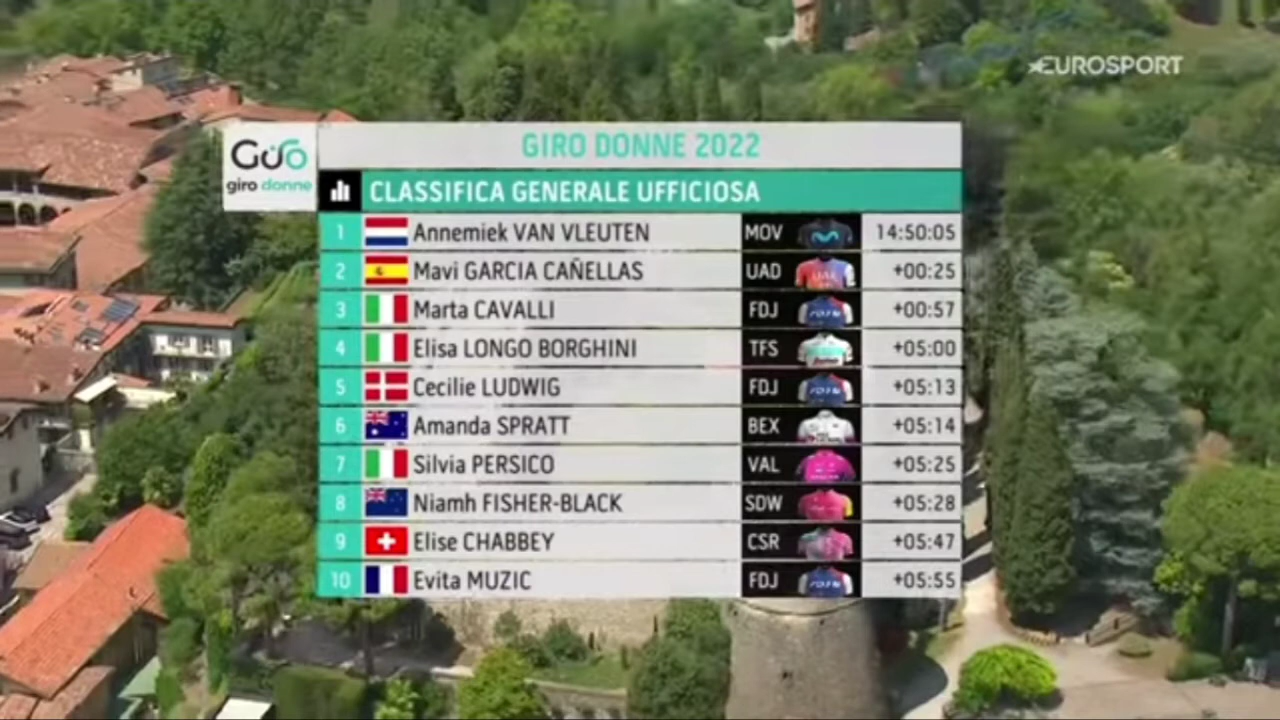 EUROSPORT
GIRO DONNE 2022
Giro
giro donne
CLASSIFICA GENERALE UFFICIOSA
1 Annemiek VAN VLEUTEN MOV 14:50:05
2 Mavi GARCIA CAÑELLAS UAD UAE +00:25
3 Marta CAVALLI FDJ +00:57
4 Elisa LONGO BORGHINI TFS +05:00
5 Cecilie LUDWIG FDJ +05:13
6 Amanda SPRATT BEX +05:14
7 Silvia PERSICO VAL +05:25
8 Niamh FISHER-BLACK SDW +05:28
9 Elise CHABBEY CSR +05:47
10 Evita MUZIC FDJ +05:55